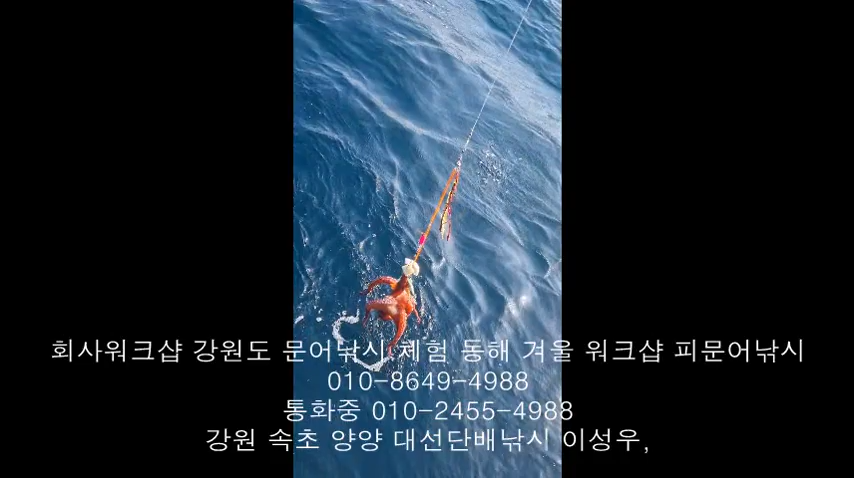 회사워크샵 강원도 문어낚시 체험 동해 겨울 워크샵 피문어낚시
010-8649-4988
통화중 010-2455-4988
강원 속초 양양 대선단배낚시 이성우,